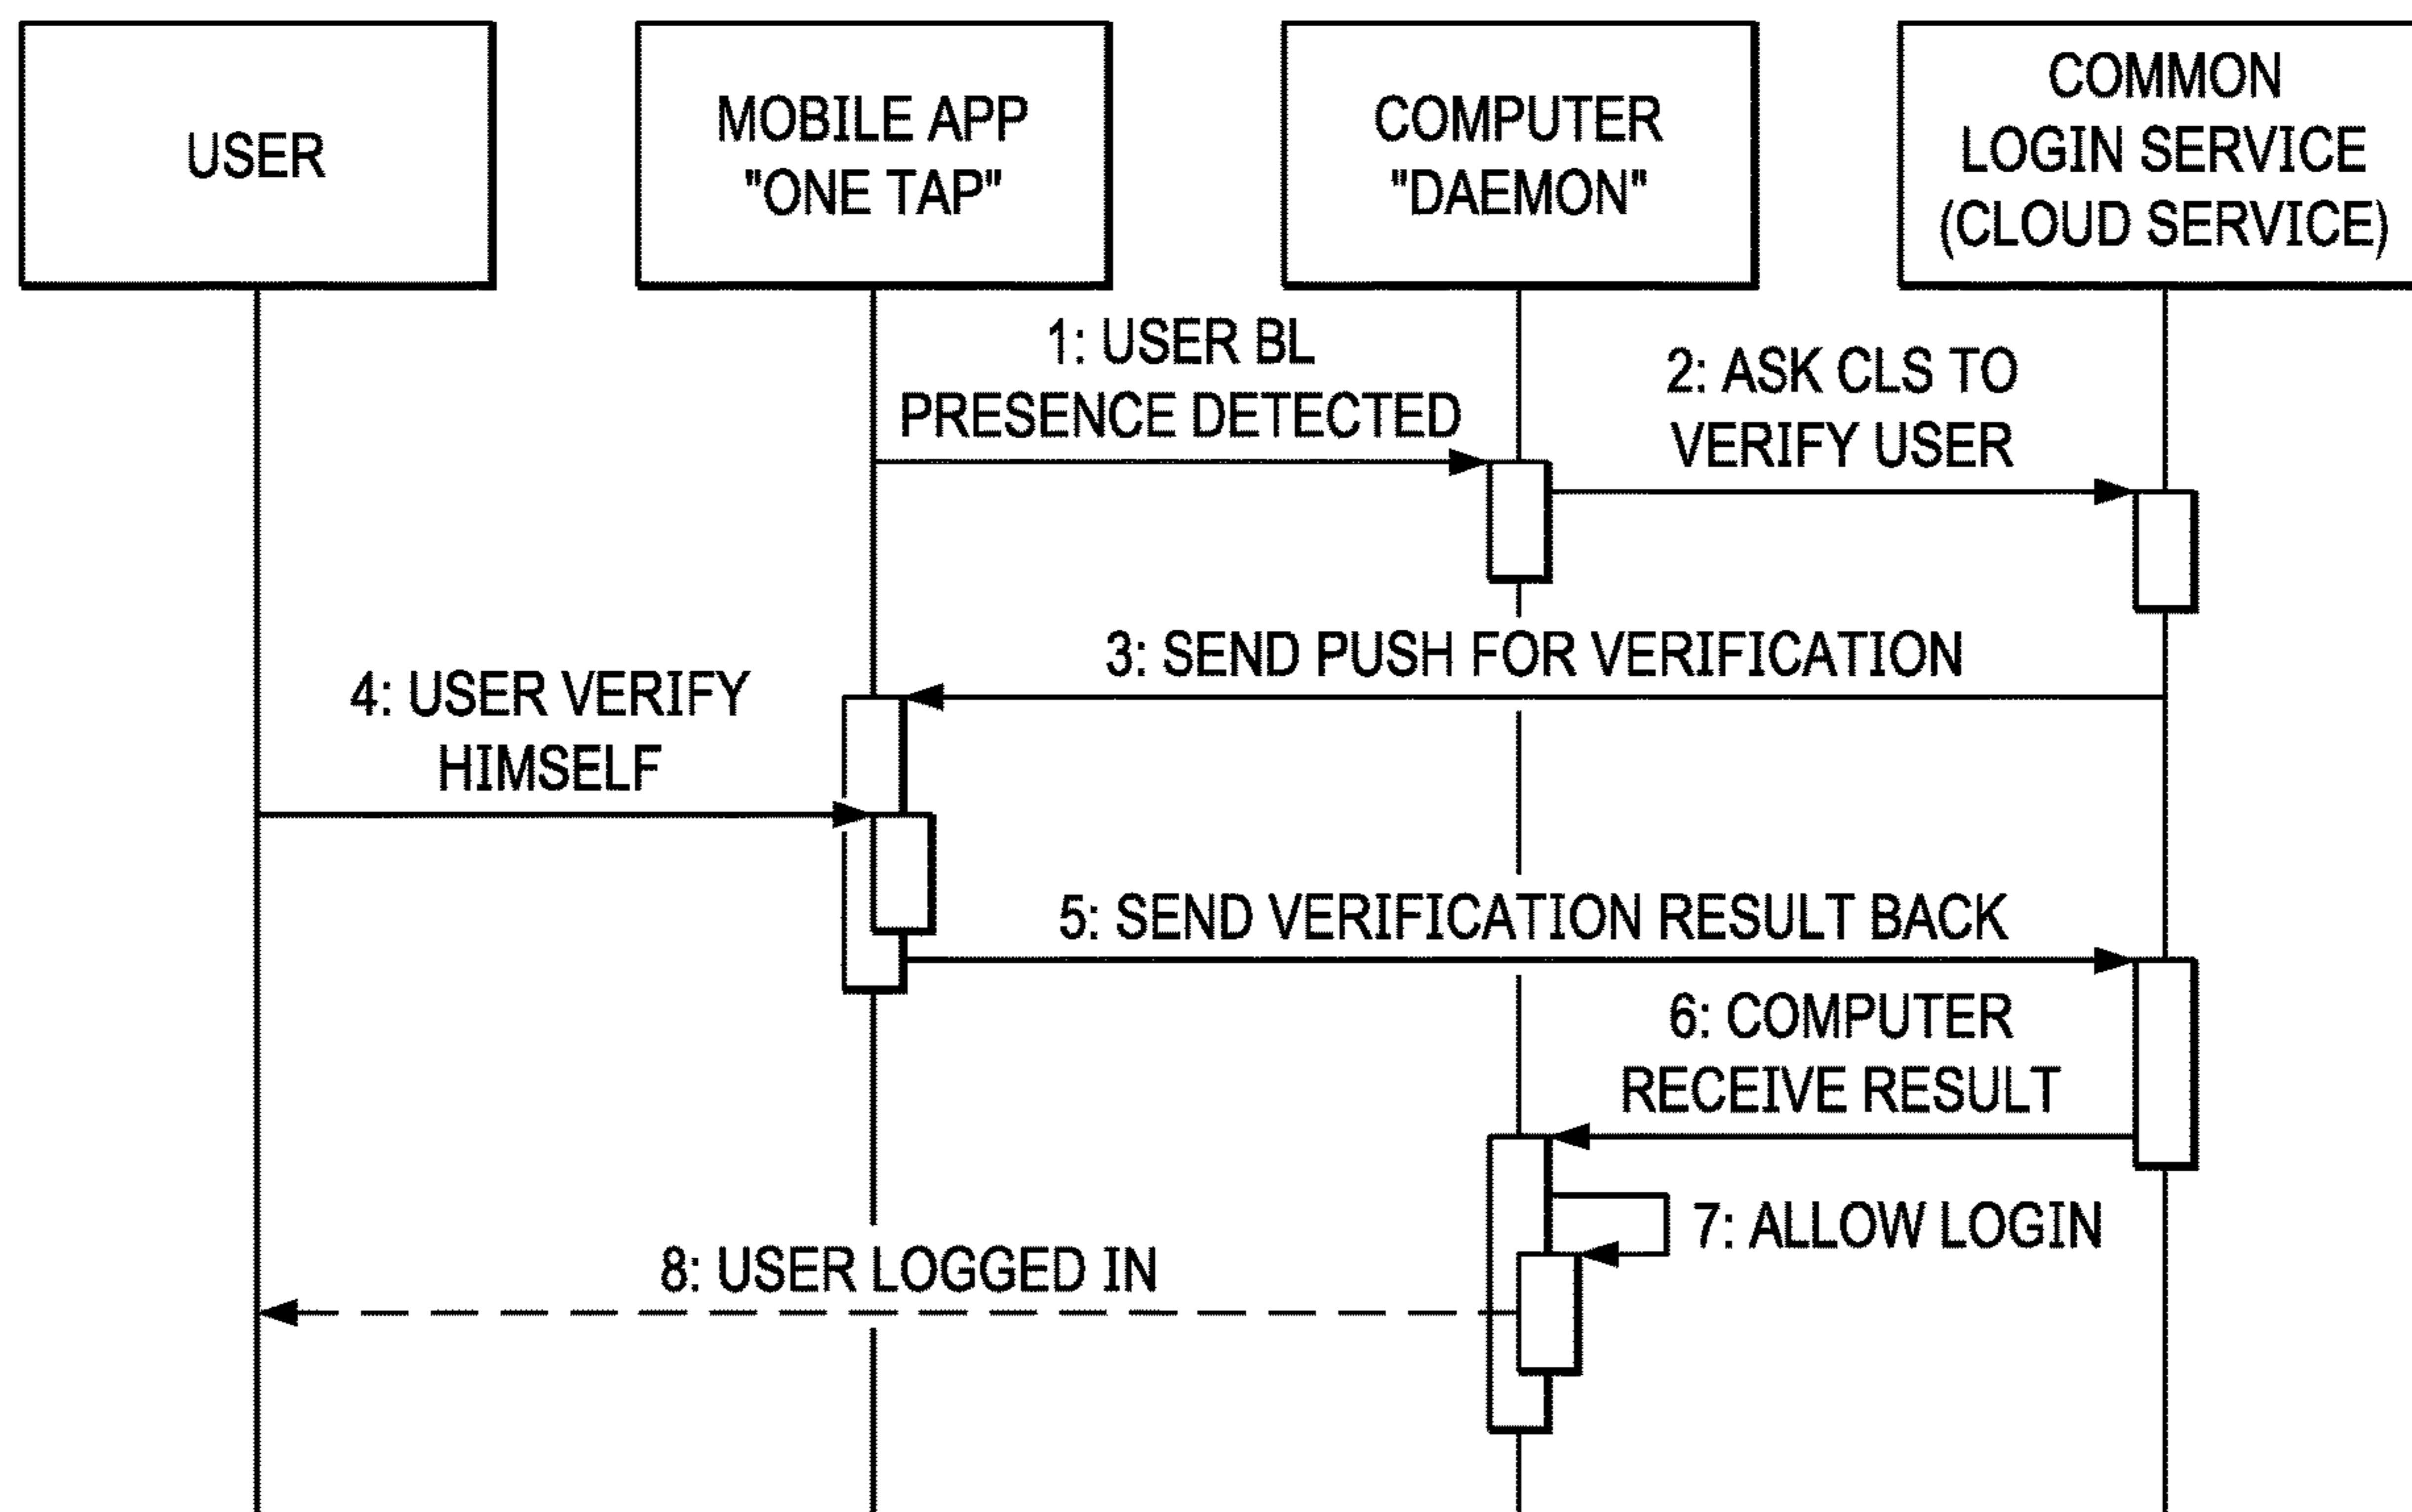 USER
MOBILE APP
"ONE TAP"
COMPUTER
"DAEMON"
COMMON
LOGIN SERVICE
(CLOUD SERVICE)
1: USER BL
PRESENCE DETECTED
2: ASK CLS TO
VERIFY USER
3: SEND PUSH FOR VERIFICATION
4: USER VERIFY
HIMSELF
5: SEND VERIFICATION RESULT BACK
6: COMPUTER
RECEIVE RESULT
7: ALLOW LOGIN
8: USER LOGGED IN